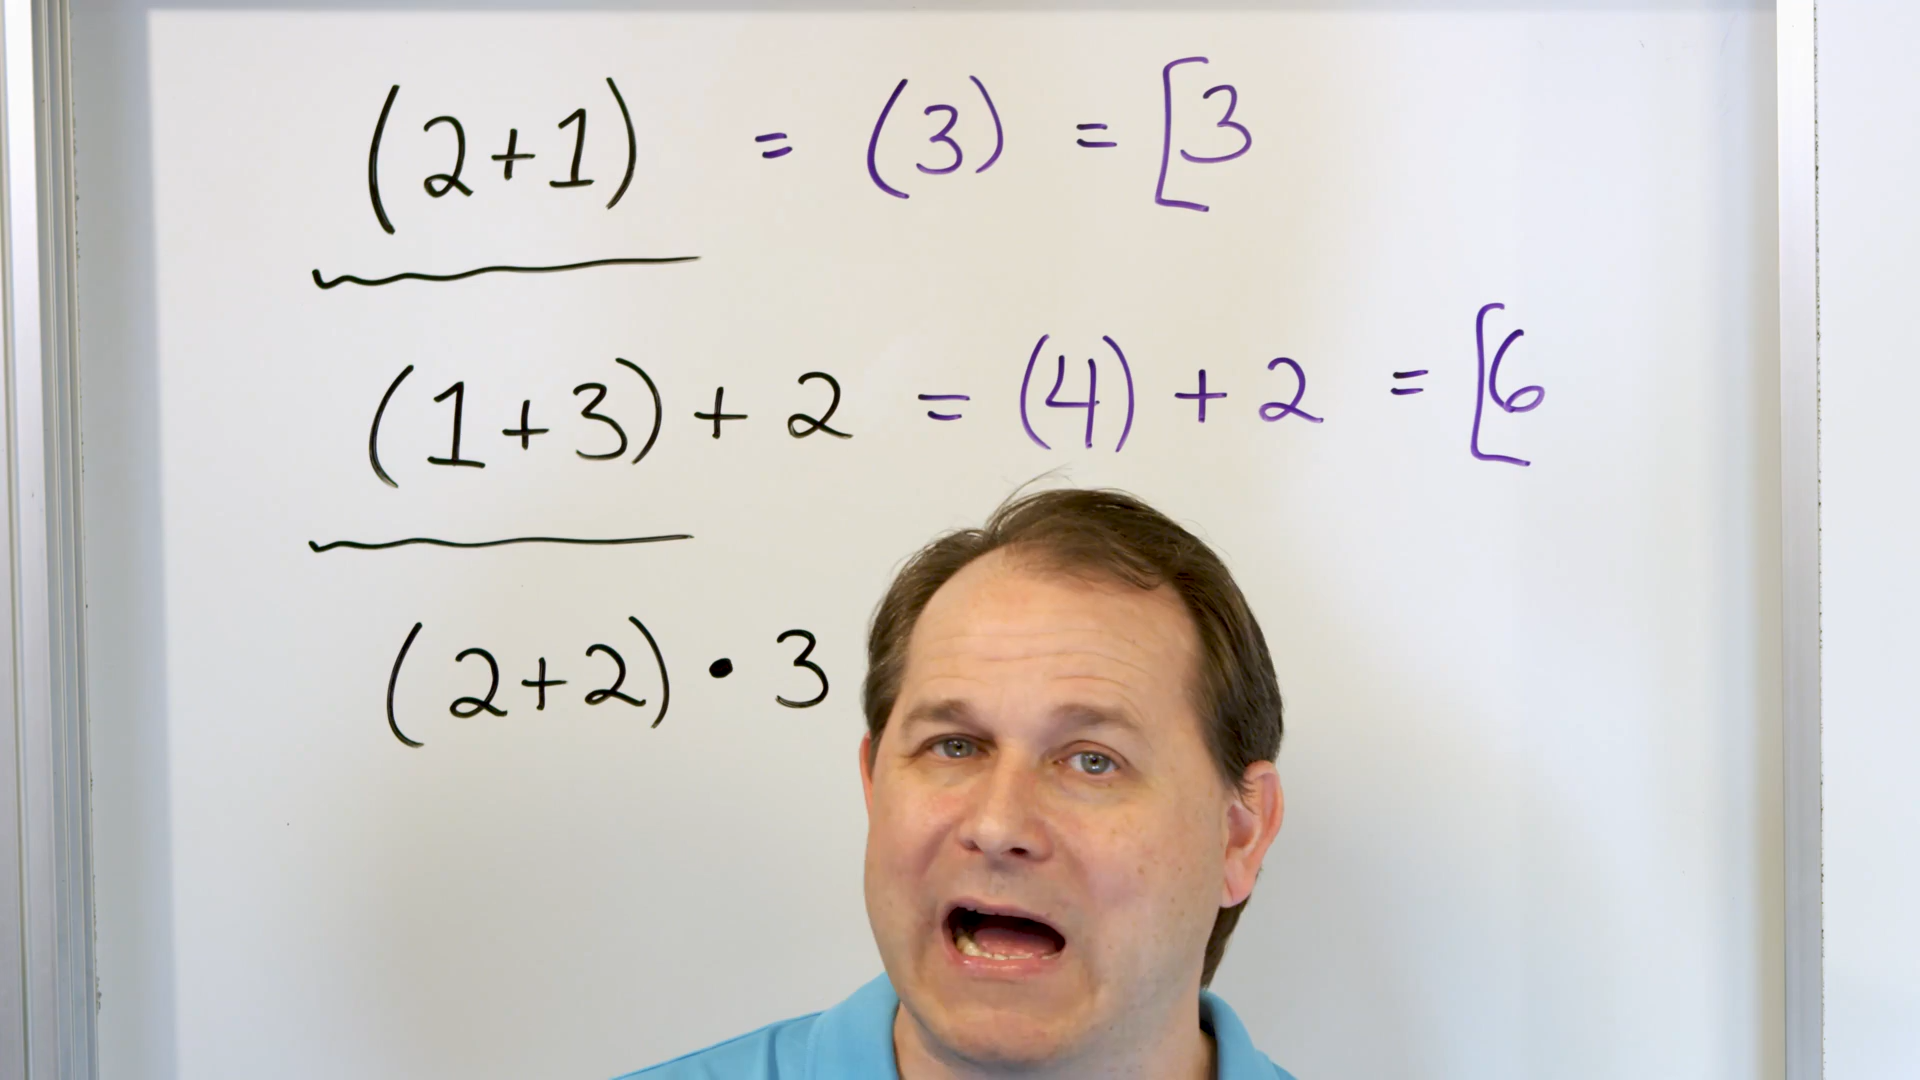 (2+1) = (3) = [3
(1+3) + 2 = (4) + 2 = [6
(2+2) • 3